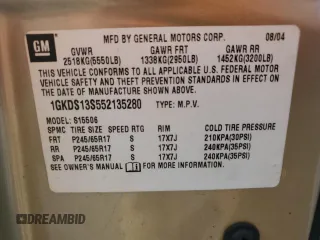 GM
MFD BY GENERAL MOTORS CORP. 08/04
GVWR GAWR FRT GAWR RR
2518KG(5550LB) 1338KG(2950LB) 1452KG(3200LB)
THIS VEHICLE CONFORMS TO ALL APPLICABLE U.S. FEDERAL MOTOR
VEHICLE SAFETY AND THEFT PREVENTION STANDARDS IN EFFECT
ON THE DATE OF MANUFACTURE SHOWN ABOVE.
1GKDS13S552135280 TYPE: M.P.V.
MODEL: S15506
SPMC TIRE SIZE SPEED RTG RIM COLD TIRE PRESSURE
FRT P245/65R17 S 17X7J 210KPA(30PSI)
RR P245/65R17 S 17X7J 240KPA(35PSI)
SPA P245/65R17 S 17X7J 240KPA(35PSI)
SEE OWNER'S MANUAL FOR MORE INFORMATION
DREAMBID